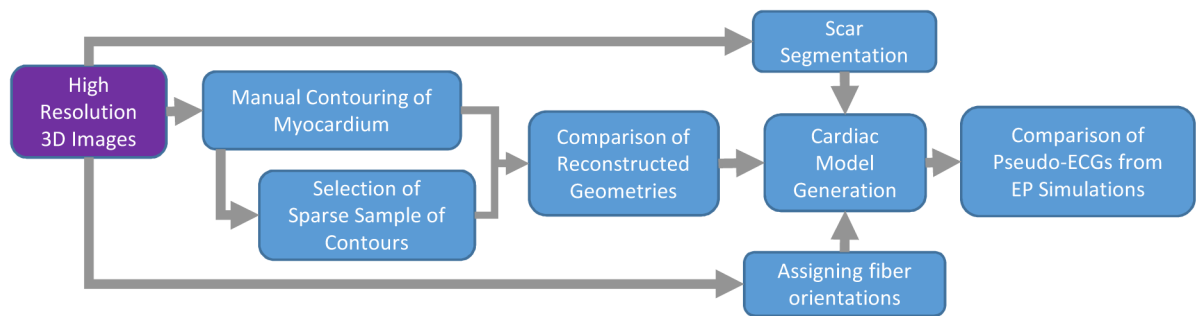 Scar
Segmentation
High
Resolution
3D Images
Manual Contouring of
Myocardium
Selection of
Sparse Sample of
Contours
Comparison of
Reconstructed
Geometries
Cardiac
Model
Generation
Comparison of
Pseudo-ECGs from
EP Simulations
Assigning fiber
orientations